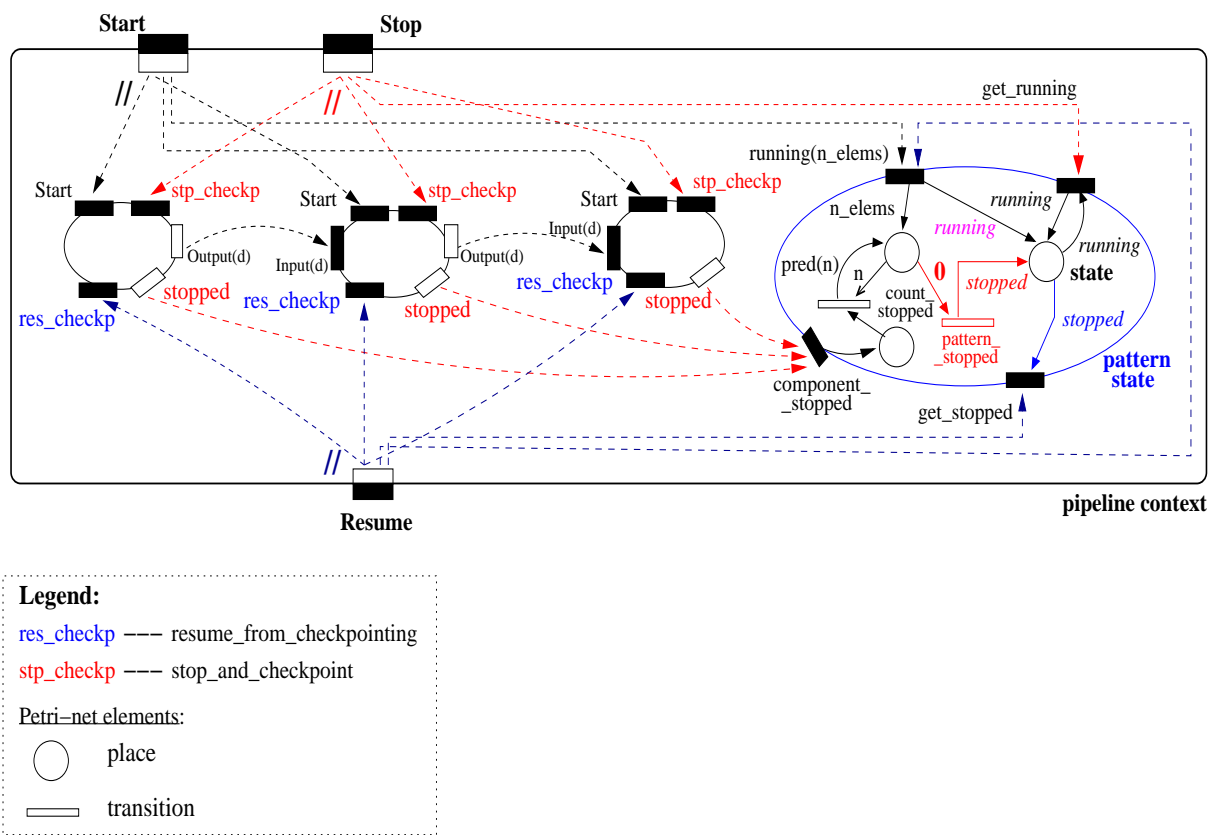 Start
Stop
//
//
get_running
running(n_elems)
Start
stp_checkp
Start
stp_checkp
Start
stp_checkp
n_elems
running
running
running
Input(d)
Output(d)
Input(d)
Output(d)
pred(n)
n
0
stopped
state
res_checkp
stopped
res_checkp
stopped
res_checkp
stopped
count_
stopped
pattern_
_stopped
stopped
pattern
state
component_
_stopped
get_stopped
//
Resume
pipeline context
Legend:
res_checkp −−− resume_from_checkpointing
stp_checkp −−− stop_and_checkpoint
Petri−net elements:
place
transition